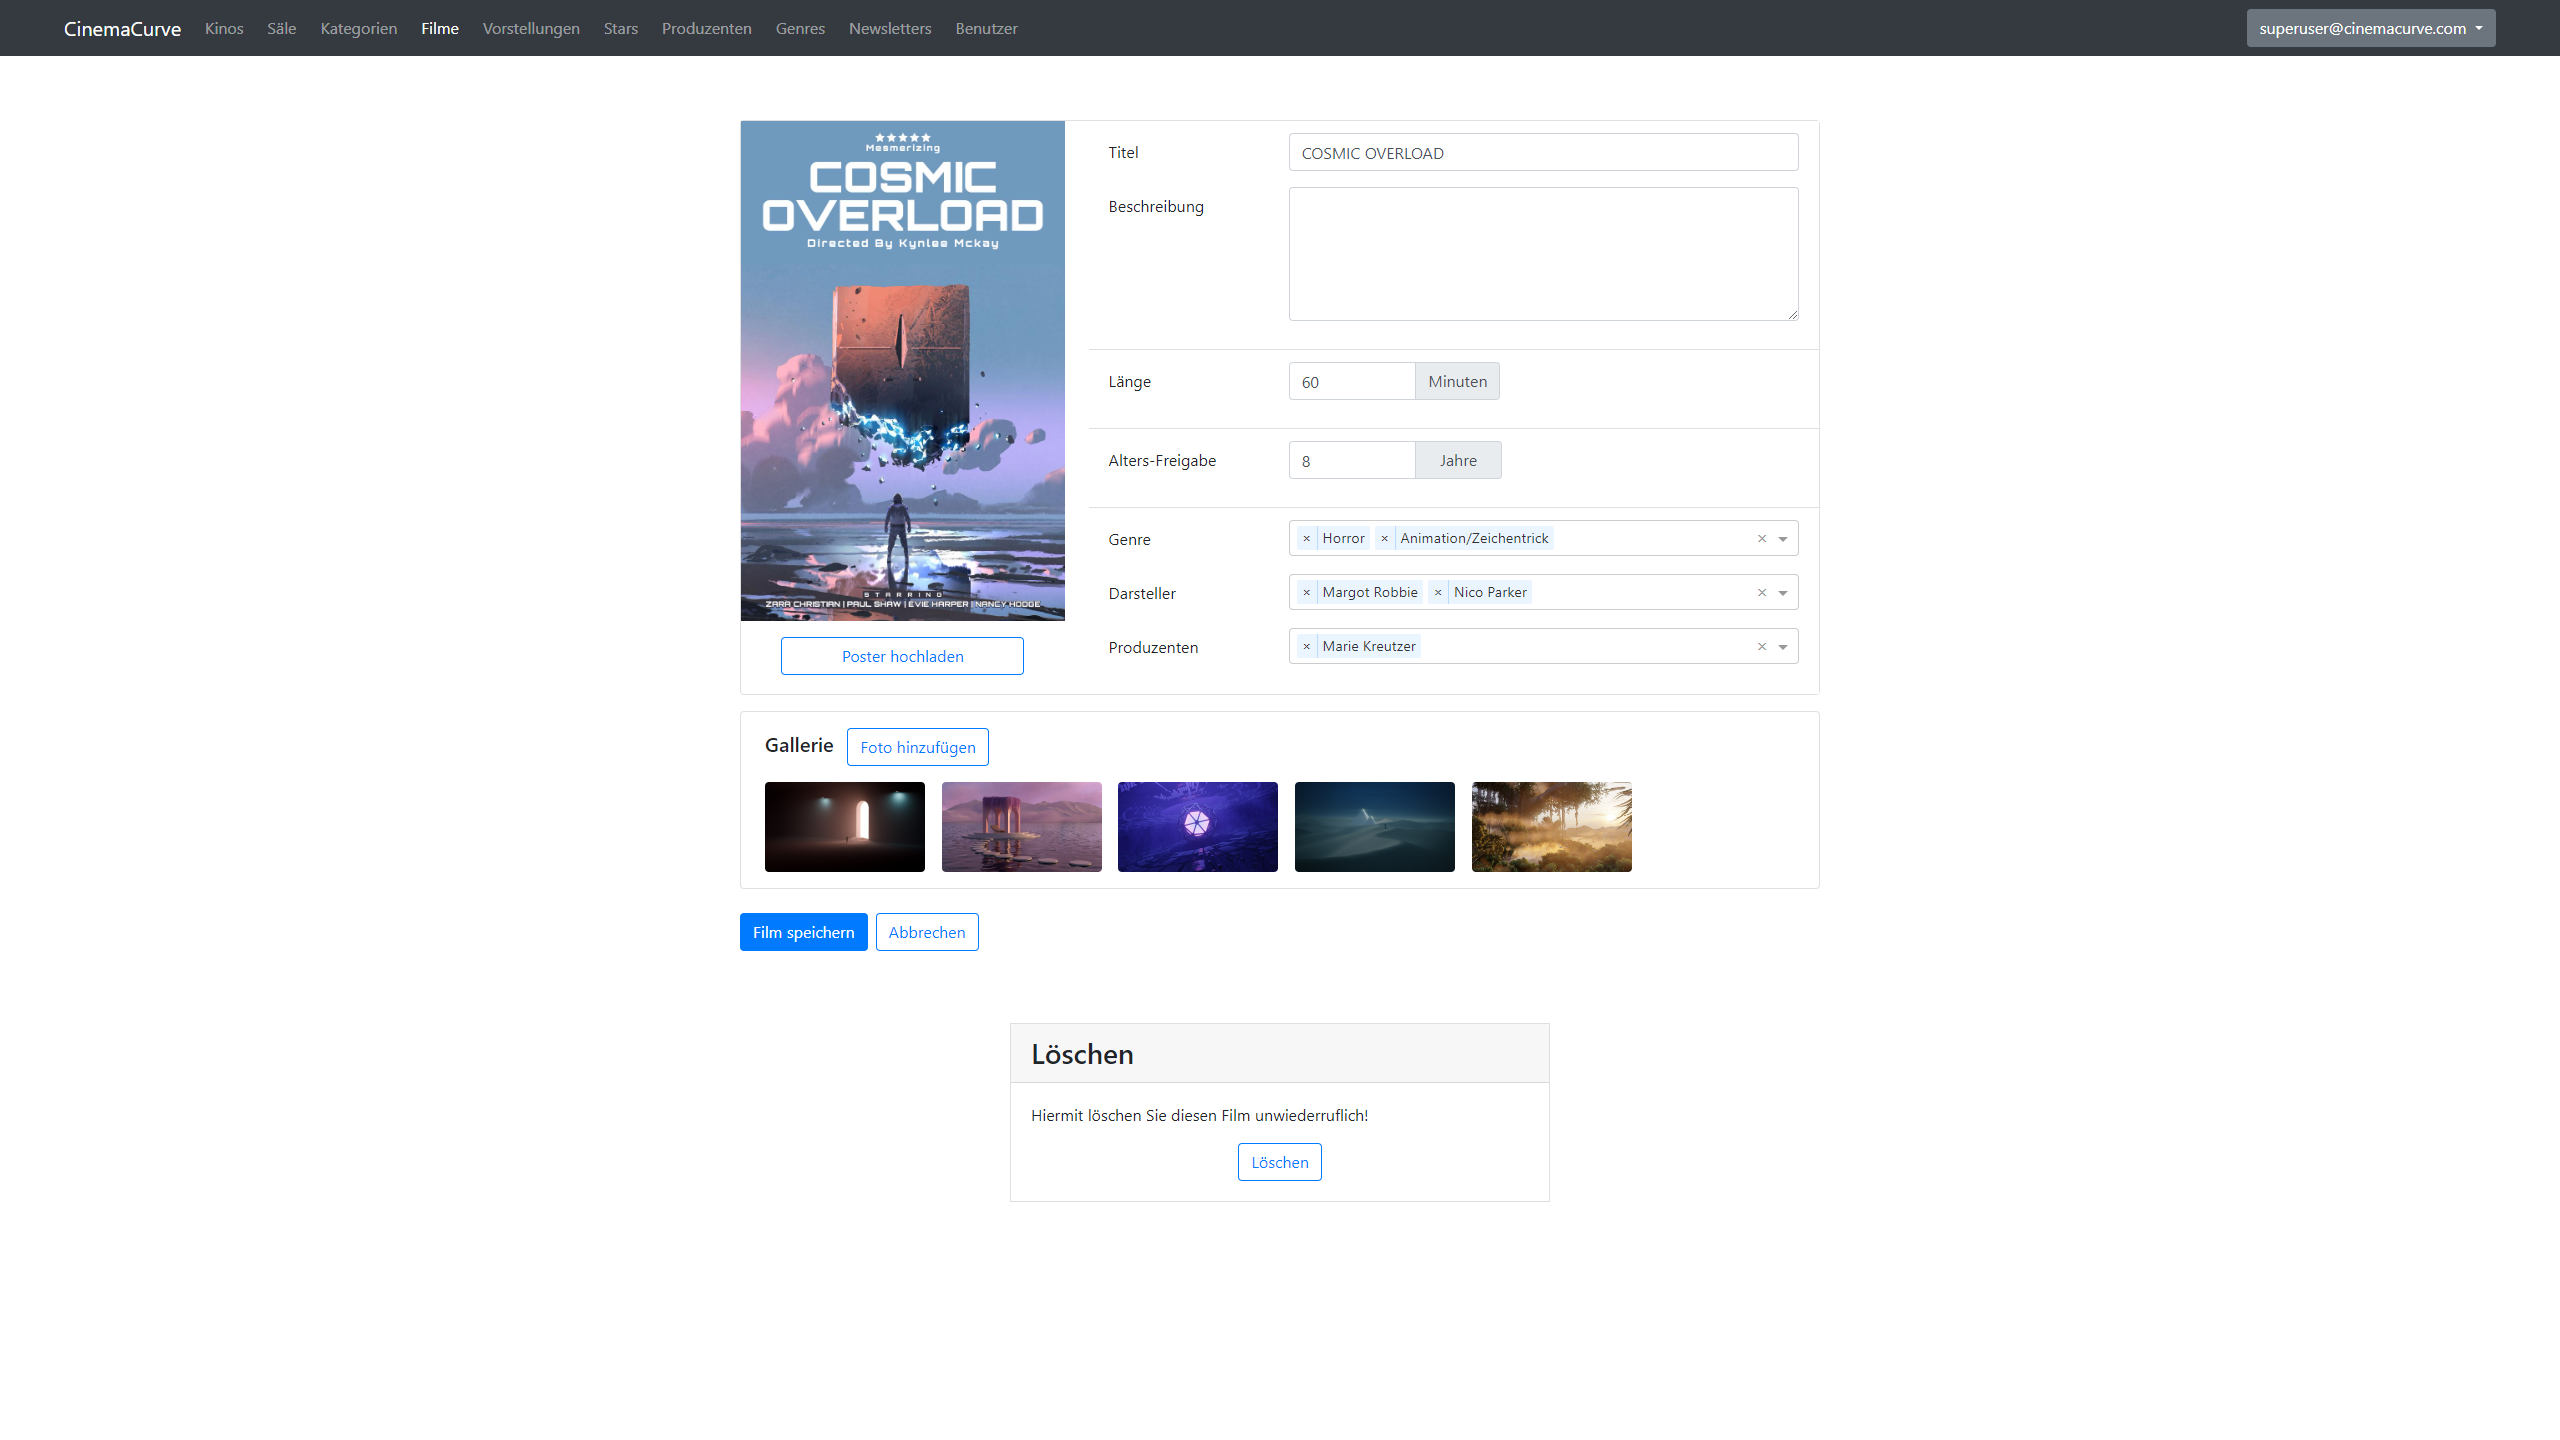 CinemaCurve Kinos Säle Kategorien Filme Vorstellungen Stars Produzenten Genres Newsletters Benutzer superuser@cinemacurve.com
Mesmerizing
COSMIC
OVERLOAD
Directed By Kynlee Mckay
STARRING
ZARA CHRISTIAN | PAUL SHAW | EVIE HARPER | NANCY HODGE
Poster hochladen
Titel COSMIC OVERLOAD
Beschreibung
Länge 60 Minuten
Alters-Freigabe 8 Jahre
Genre × Horror × Animation/Zeichentrick ×
Darsteller × Margot Robbie × Nico Parker ×
Produzenten × Marie Kreutzer ×
Gallerie Foto hinzufügen
Film speichern Abbrechen
Löschen
Hiermit löschen Sie diesen Film unwiederruflich!
Löschen